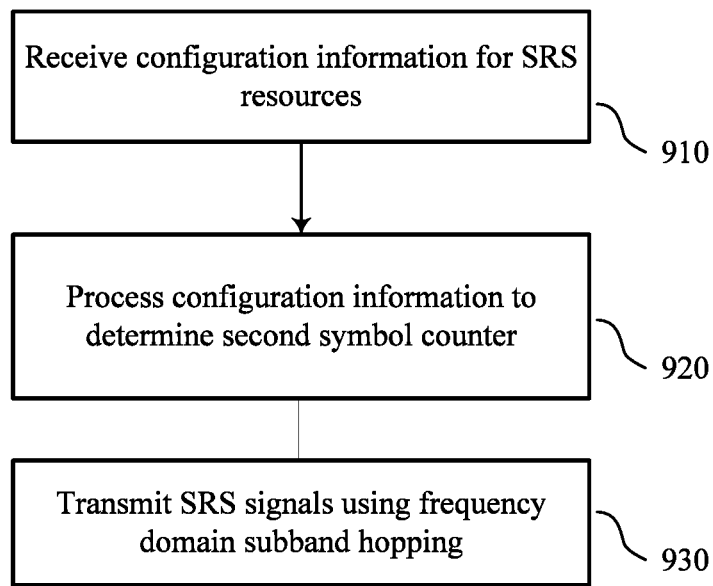 Receive configuration information for SRS
resources
910
Process configuration information to
determine second symbol counter
920
Transmit SRS signals using frequency
domain subband hopping
930